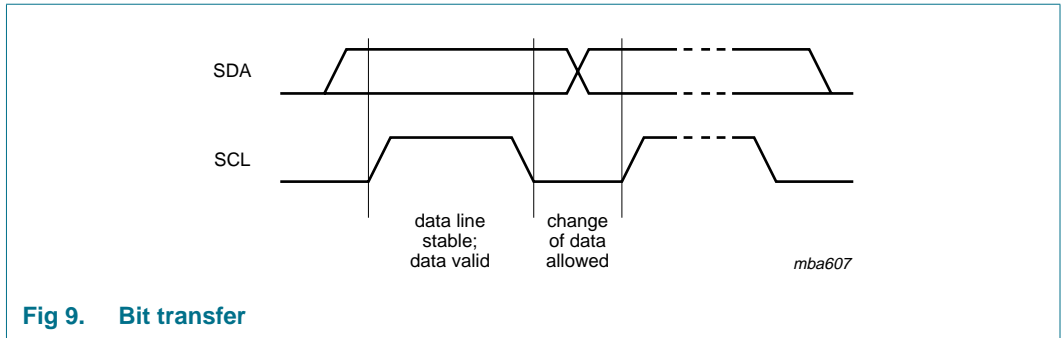 SDA
SCL
data line
stable;
data valid
change
of data
allowed
mba607
Fig 9. Bit transfer